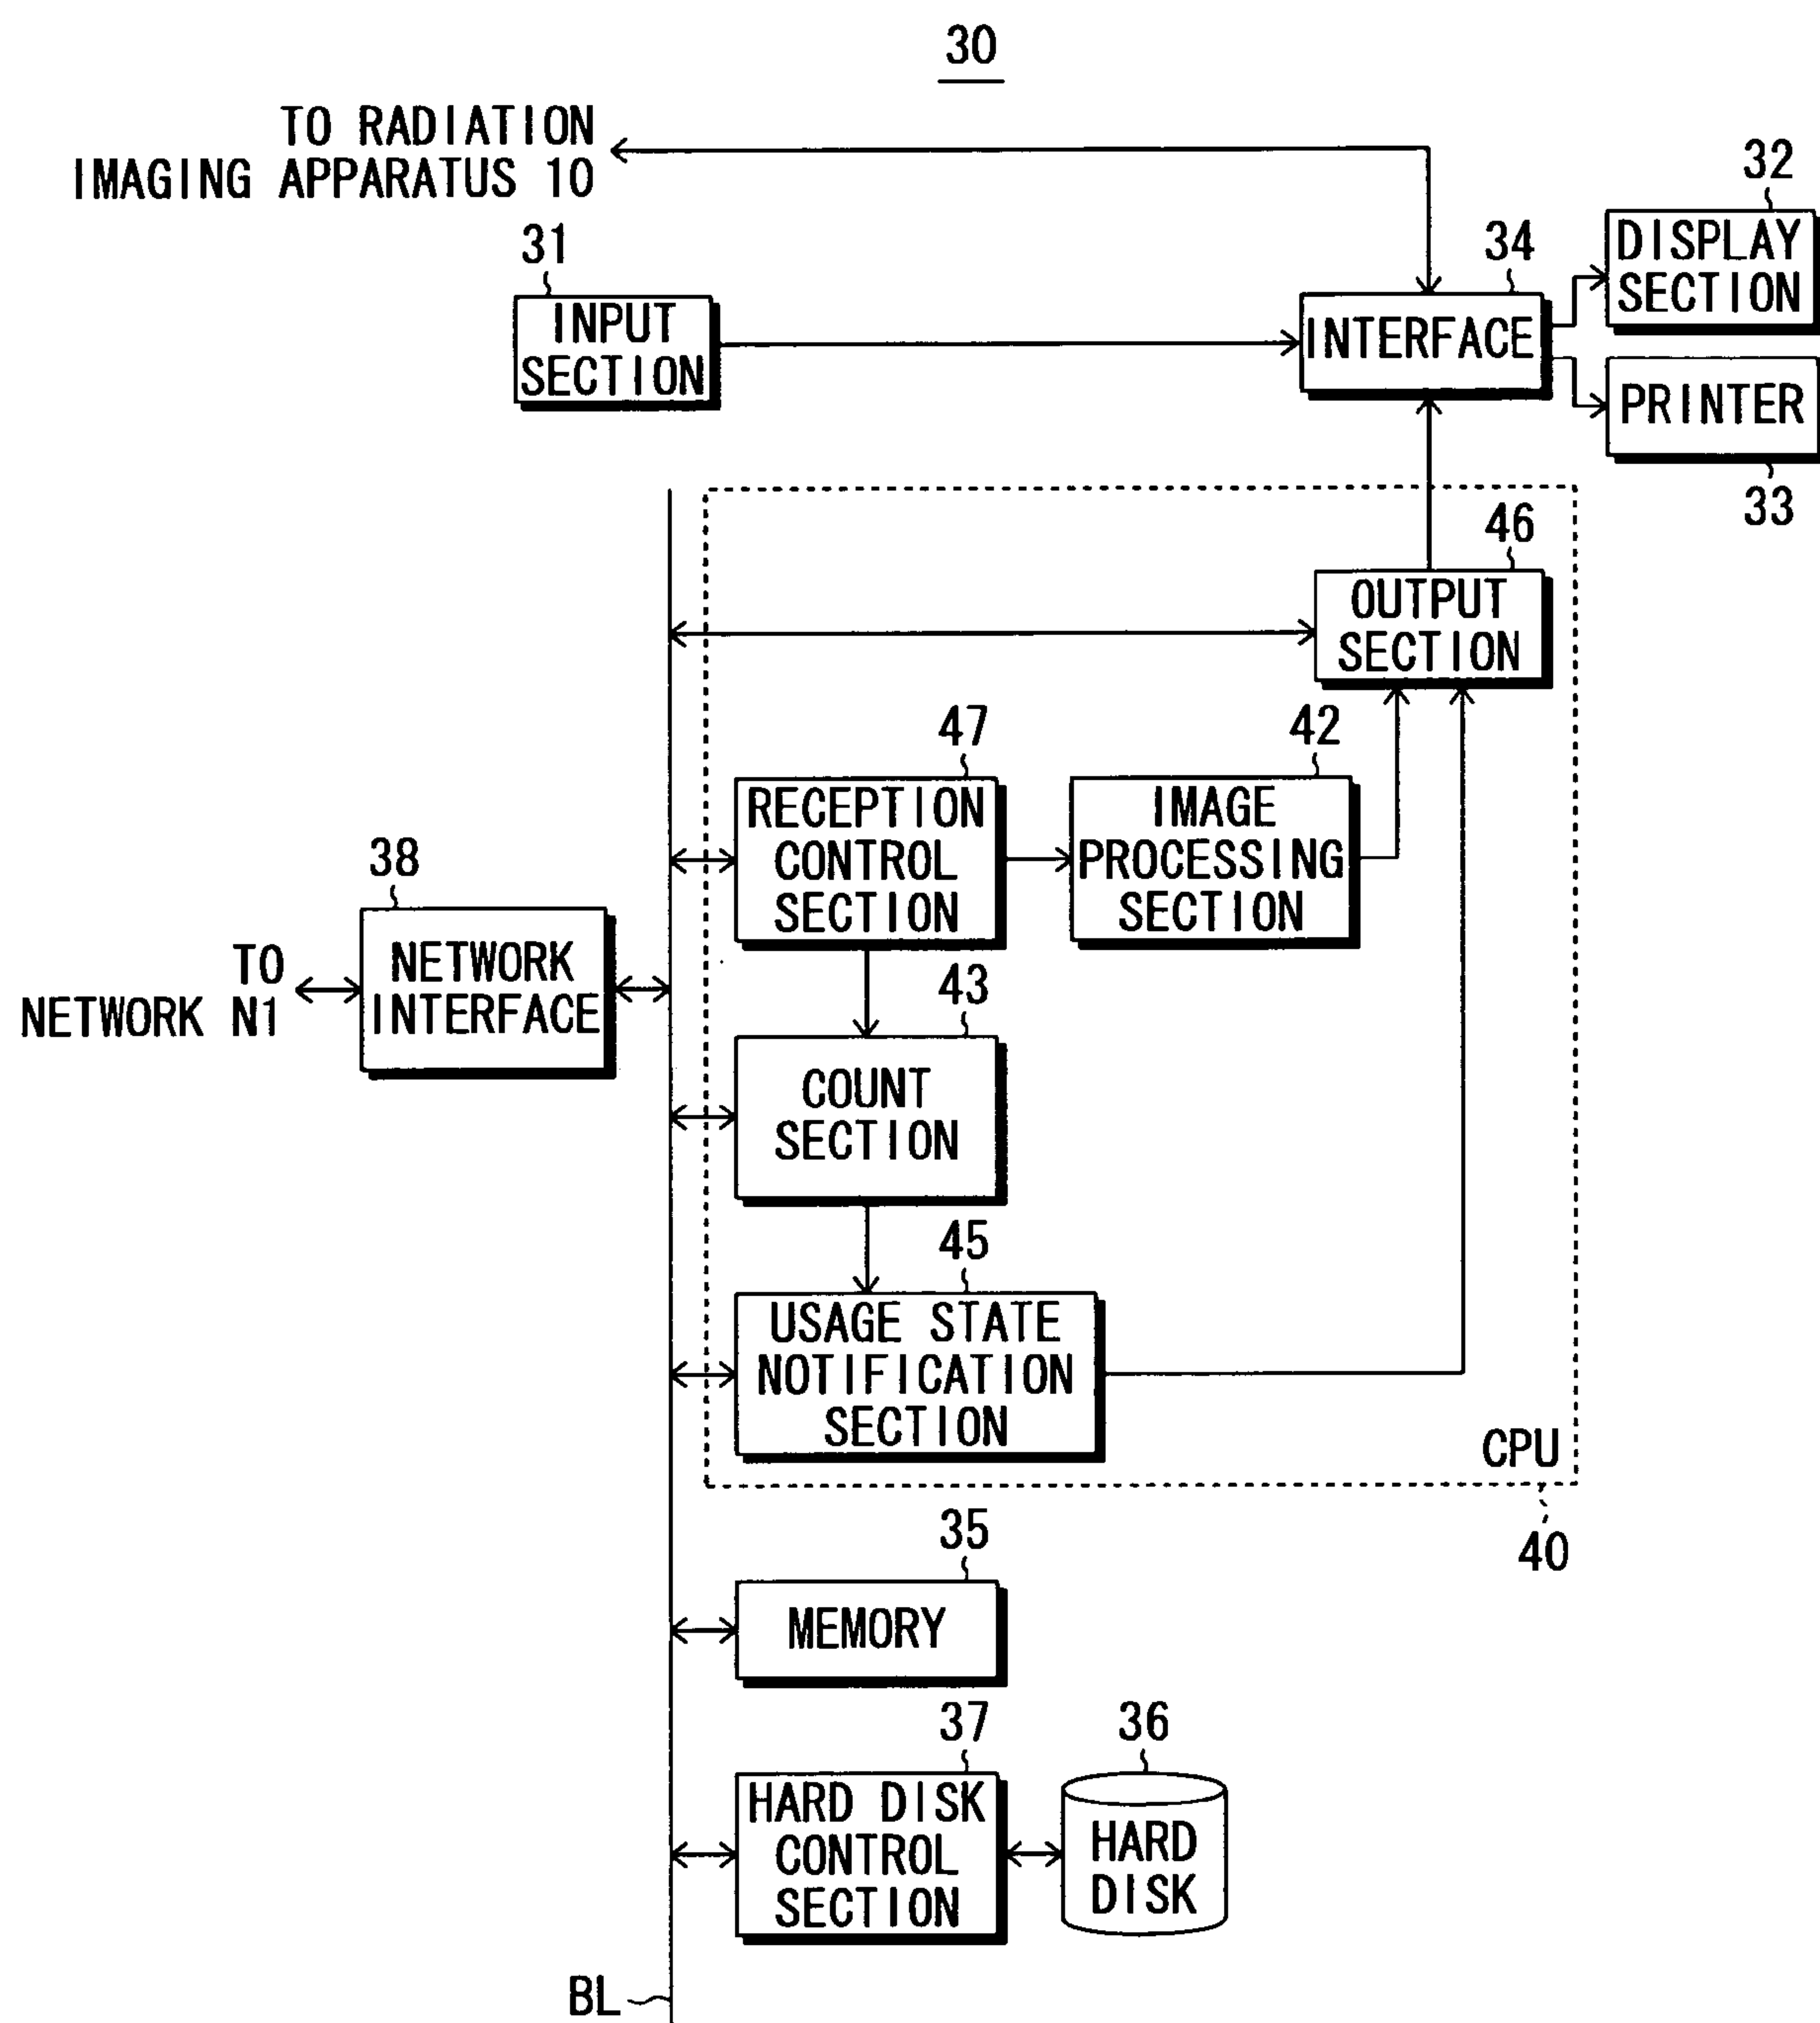 30
TO RADIATION
IMAGING APPARATUS 10
32
DISPLAY
SECTION
31
INPUT
SECTION
34
INTERFACE
PRINTER
33
46
OUTPUT
SECTION
47
RECEPTION
CONTROL
SECTION
42
IMAGE
PROCESSING
SECTION
38
NETWORK
INTERFACE
TO
NETWORK N1
43
COUNT
SECTION
45
USAGE STATE
NOTIFICATION
SECTION
CPU
40
35
MEMORY
37
HARD DISK
CONTROL
SECTION
36
HARD
DISK
BL